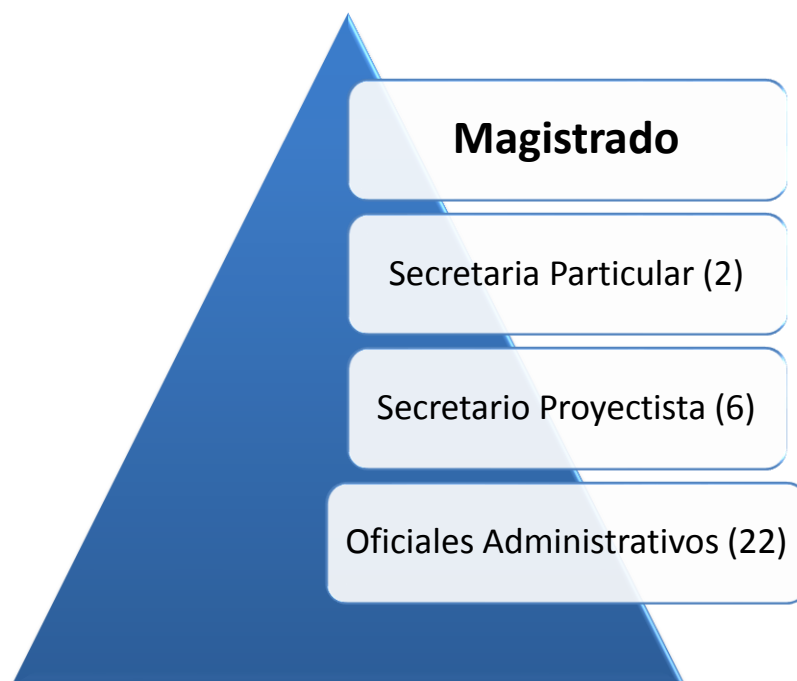 Magistrado
Secretaria Particular (2)
Secretario Proyectista (6)
Oficiales Administrativos (22)